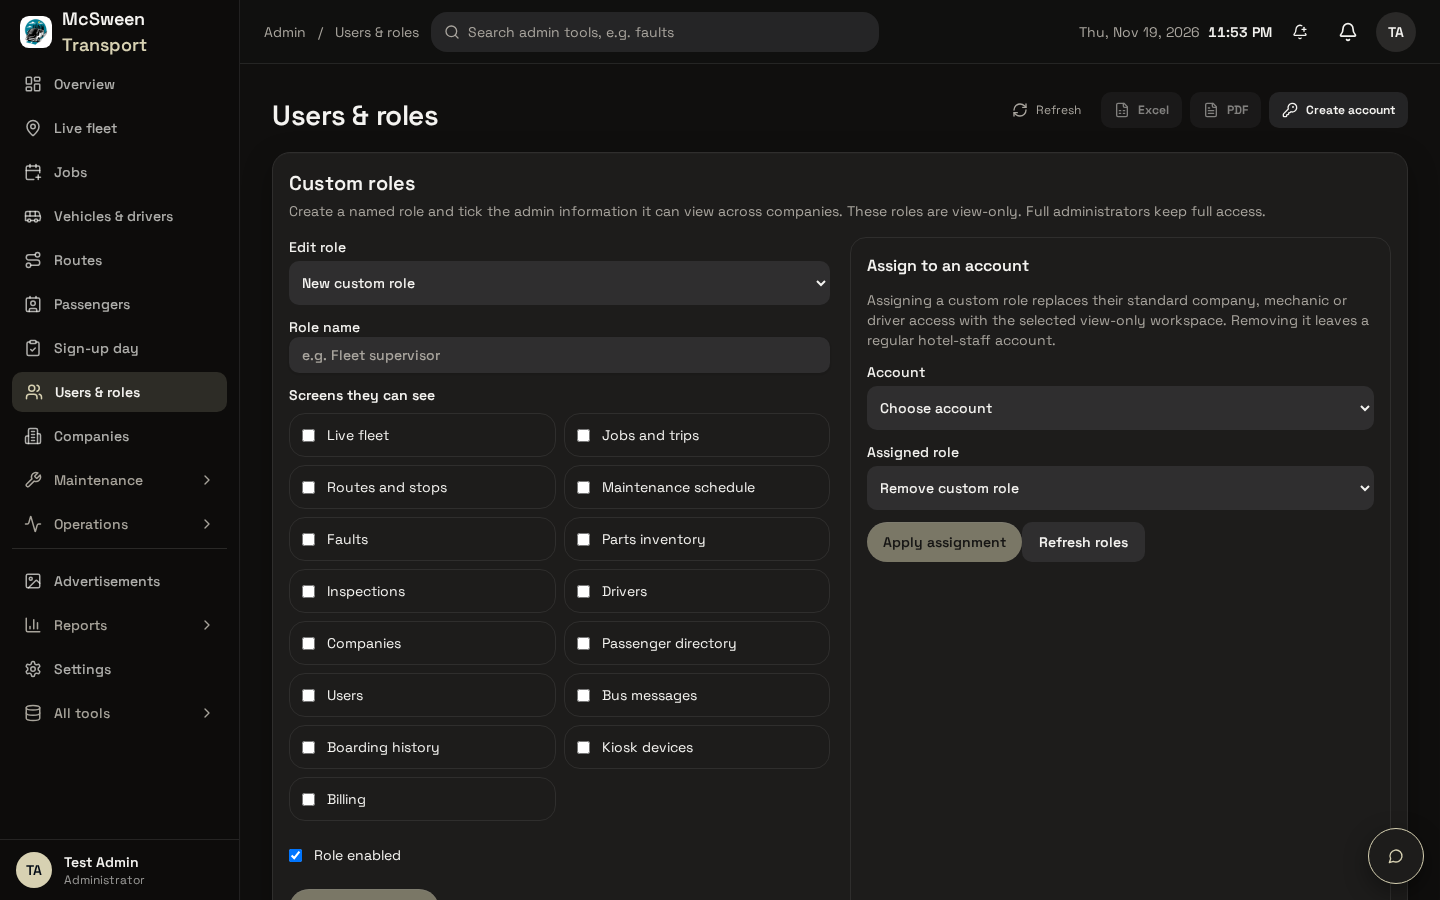 McSween
Transport
Admin / Users & roles
Search admin tools, e.g. faults
Thu, Nov 19, 2026 11:53 PM
TA
Overview
Live fleet
Jobs
Vehicles & drivers
Routes
Passengers
Sign-up day
Users & roles
Companies
Maintenance
Operations
Advertisements
Reports
Settings
All tools
TA
Test Admin
Administrator
Users & roles
Refresh
Excel
PDF
Create account
Custom roles
Create a named role and tick the admin information it can view across companies. These roles are view-only. Full administrators keep full access.
Edit role
New custom role
Role name
e.g. Fleet supervisor
Screens they can see
Live fleet
Jobs and trips
Routes and stops
Maintenance schedule
Faults
Parts inventory
Inspections
Drivers
Companies
Passenger directory
Users
Bus messages
Boarding history
Kiosk devices
Billing
Role enabled
Assign to an account
Assigning a custom role replaces their standard company, mechanic or
driver access with the selected view-only workspace. Removing it leaves a
regular hotel-staff account.
Account
Choose account
Assigned role
Remove custom role
Apply assignment
Refresh roles